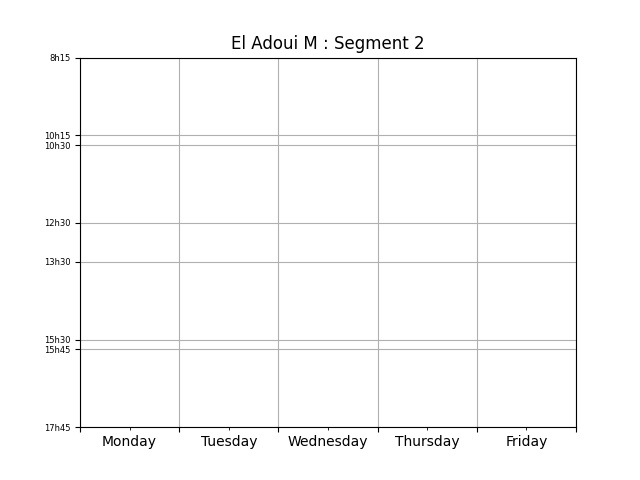 El Adoui M : Segment 2
8h15
10h15
10h30
12h30
13h30
15h30
15h45
17h45
Monday Tuesday Wednesday Thursday Friday